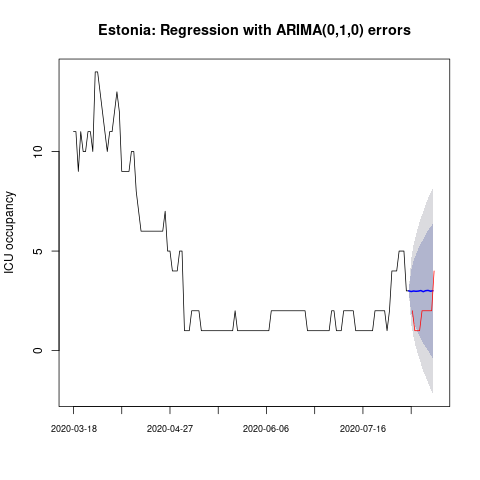 Estonia: Regression with ARIMA(0,1,0) errors
ICU occupancy
10
5
0
2020-03-18 2020-04-27 2020-06-06 2020-07-16